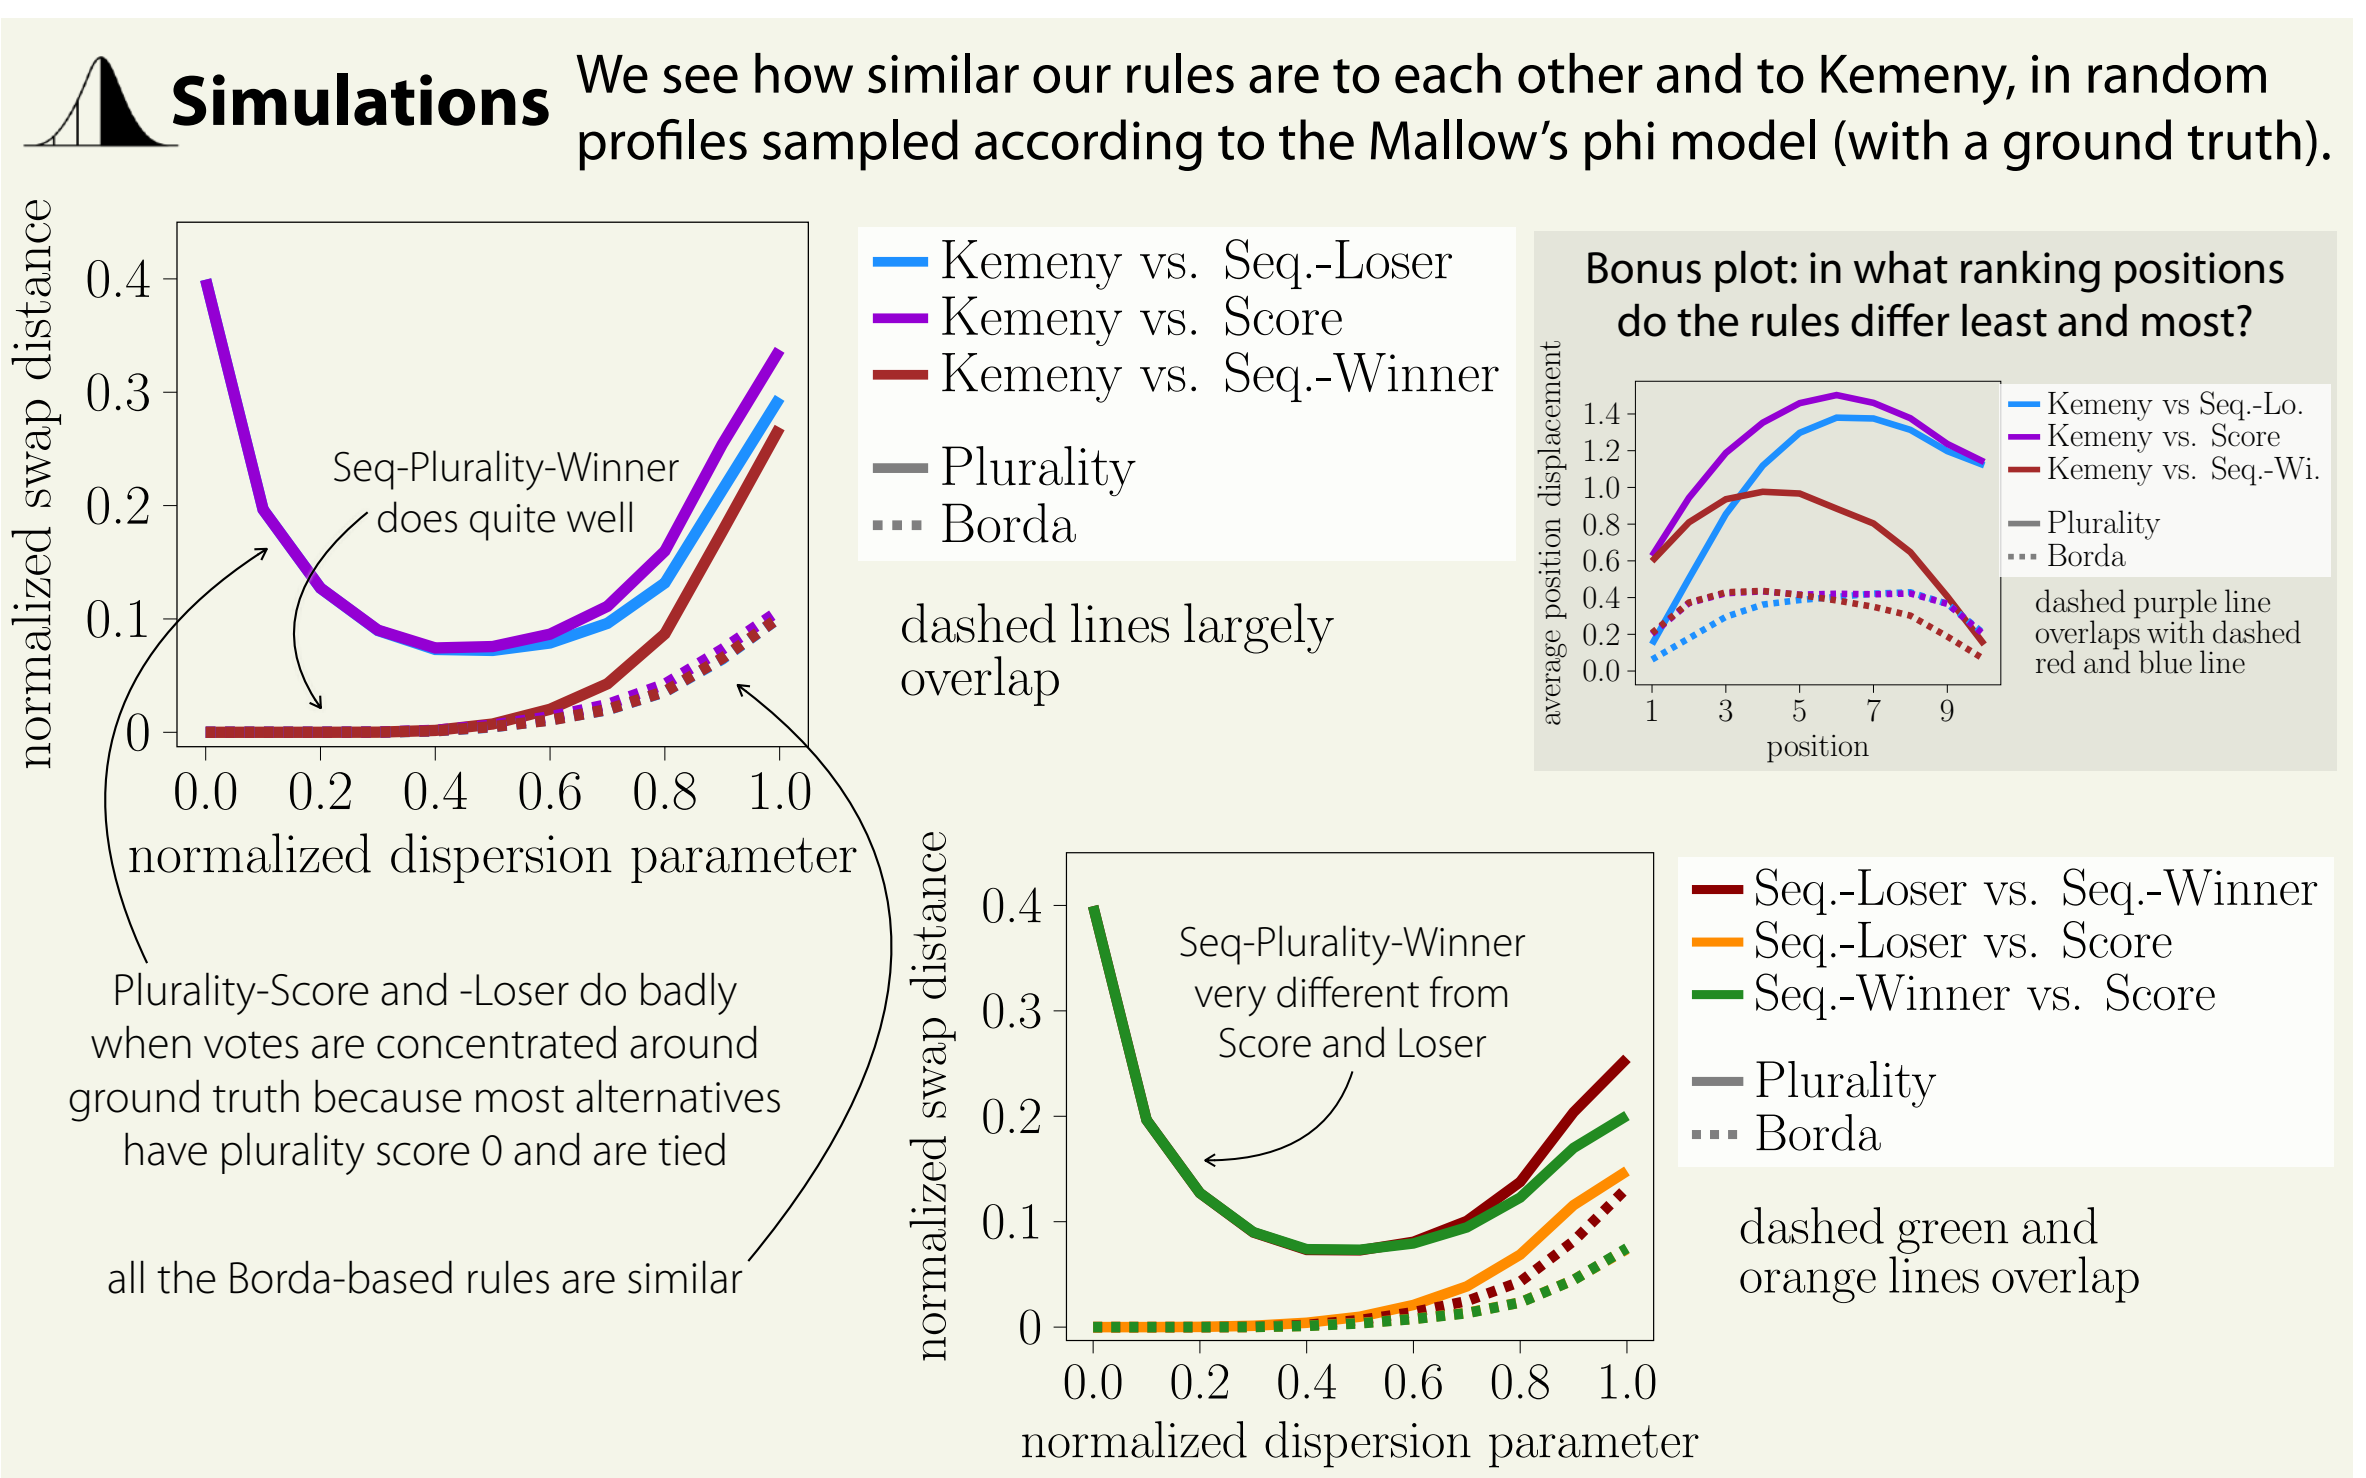 Simulations
We see how similar our rules are to each other and to Kemeny, in random
profiles sampled according to the Mallow's phi model (with a ground truth).
normalized swap distance
0.4
0.3
0.2
0.1
0
0.0 0.2 0.4 0.6 0.8 1.0
normalized dispersion parameter
Seq-Plurality-Winner
does quite well
Kemeny vs. Seq.-Loser
Kemeny vs. Score
Kemeny vs. Seq.-Winner
Plurality
Borda
dashed lines largely
overlap
Bonus plot: in what ranking positions
do the rules differ least and most?
average position displacement
1.4
1.2
1.0
0.8
0.6
0.4
0.2
0.0
1 3 5 7 9
position
Kemeny vs Seq.-Lo.
Kemeny vs. Score
Kemeny vs. Seq.-Wi.
Plurality
Borda
dashed purple line
overlaps with dashed
red and blue line
Plurality-Score and -Loser do badly
when votes are concentrated around
ground truth because most alternatives
have plurality score 0 and are tied
all the Borda-based rules are similar
normalized swap distance
0.4
0.3
0.2
0.1
0
0.0 0.2 0.4 0.6 0.8 1.0
normalized dispersion parameter
Seq-Plurality-Winner
very different from
Score and Loser
Seq.-Loser vs. Seq.-Winner
Seq.-Loser vs. Score
Seq.-Winner vs. Score
Plurality
Borda
dashed green and
orange lines overlap